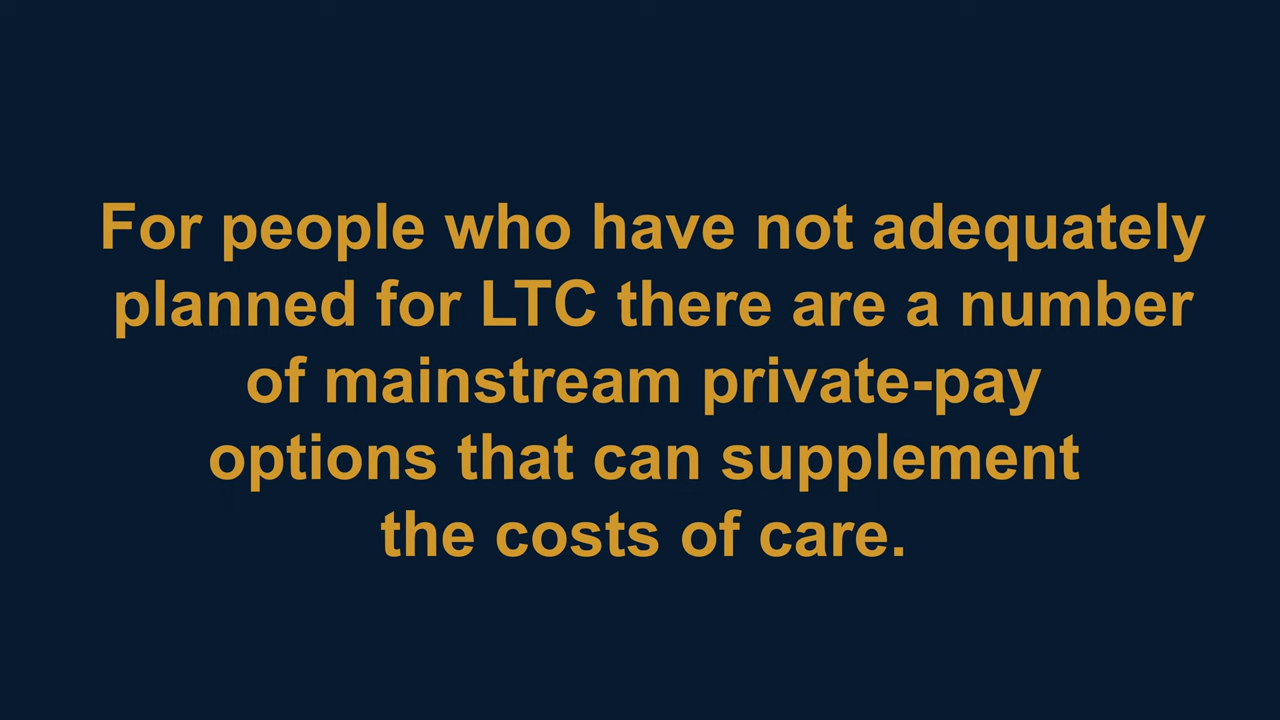 For people who have not adequately
planned for LTC there are a number
of mainstream private-pay
options that can supplement
the costs of care.